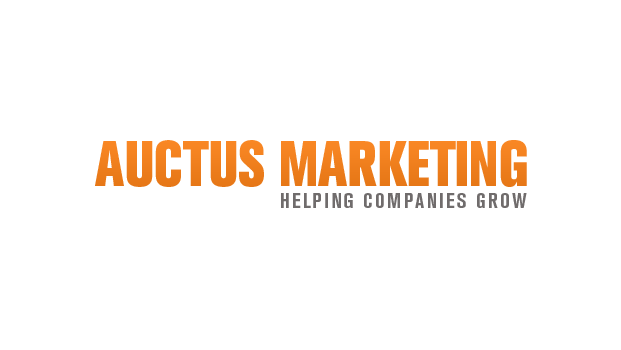 AUCTUS MARKETING
HELPING COMPANIES GROW